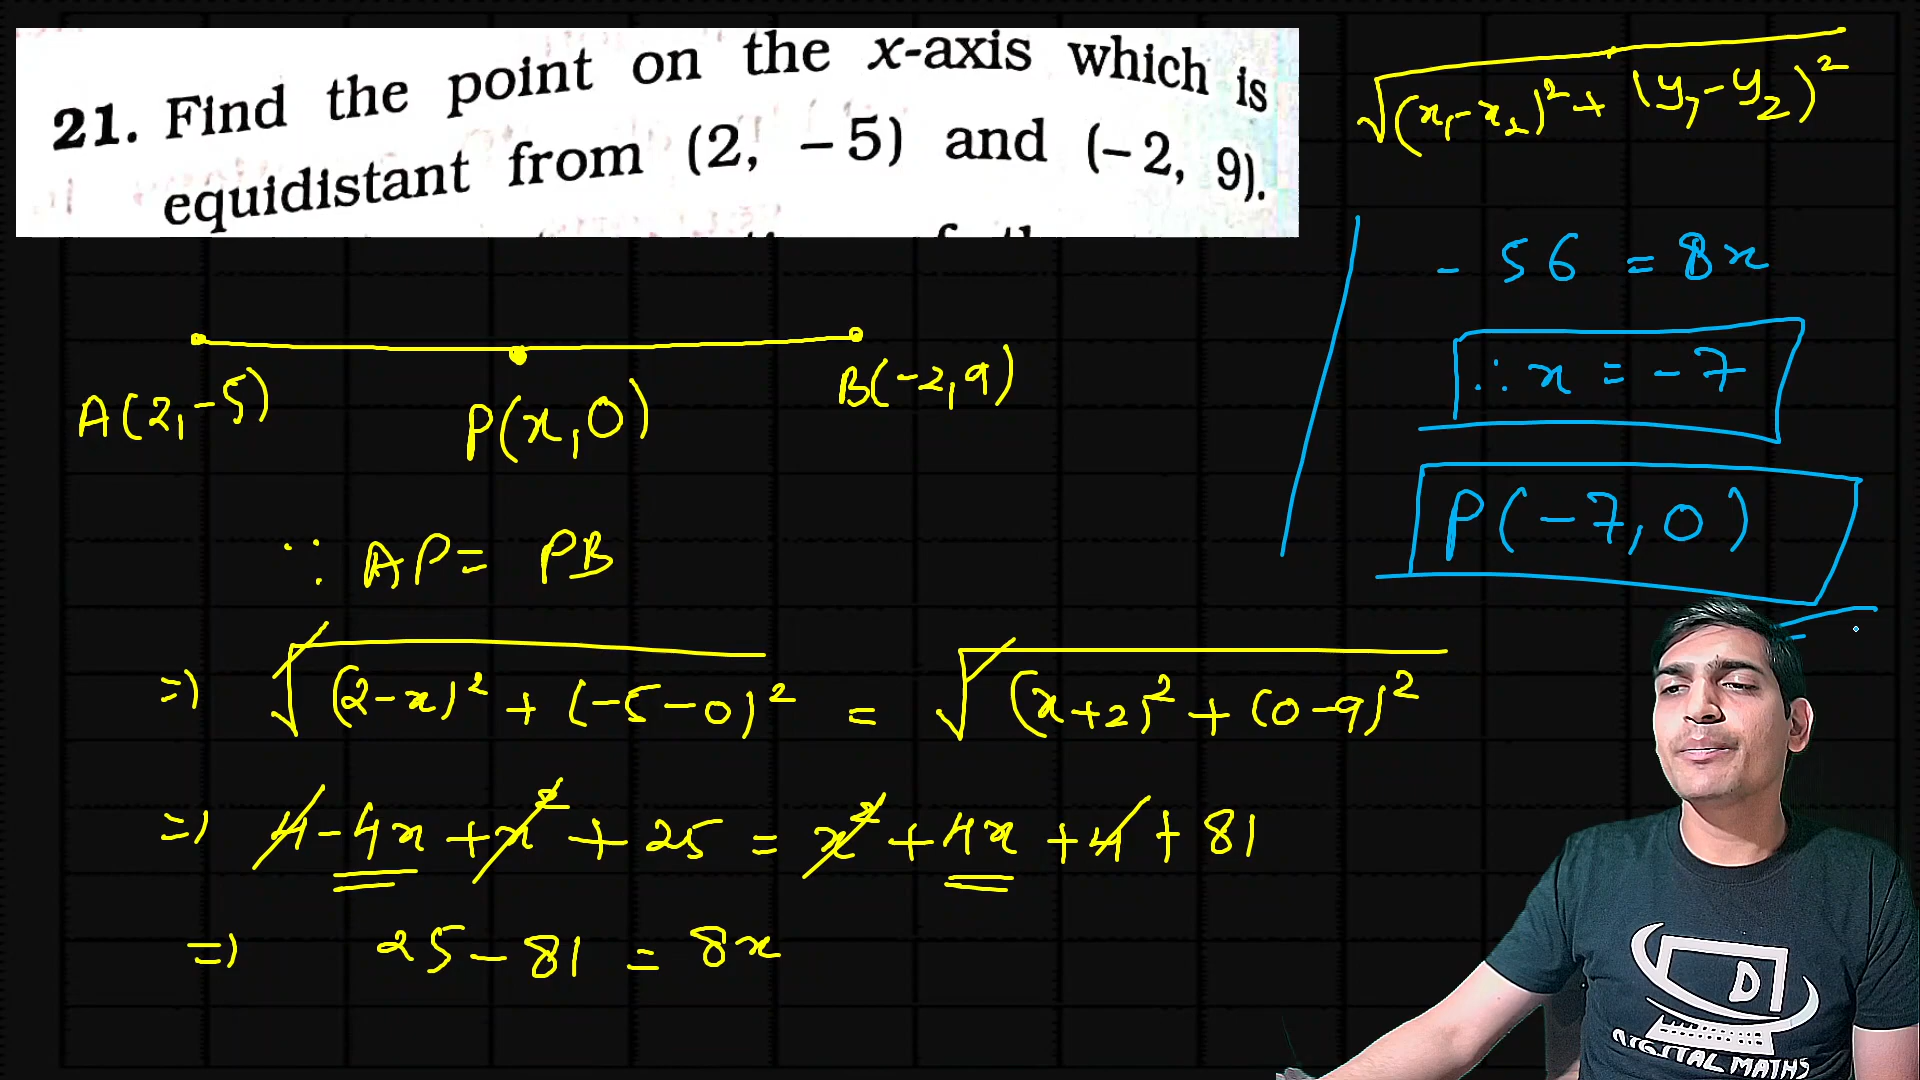 21. Find the point on the x-axis which is
equidistant from (2, −5) and (−2, 9).
√((x₁-x₂)² + (y₁-y₂)²)
A(2,-5)
P(x,0)
B(-2,9)
∵ AP = PB
⇒ √((2-x)² + (-5-0)²) = √((x+2)² + (0-9)²)
⇒ 4-4x+x²+25 = x²+4x+4+81
⇒ 25-81 = 8x
-56 = 8x
∴ x = -7
P(-7,0)
D
DIGITAL MATHS